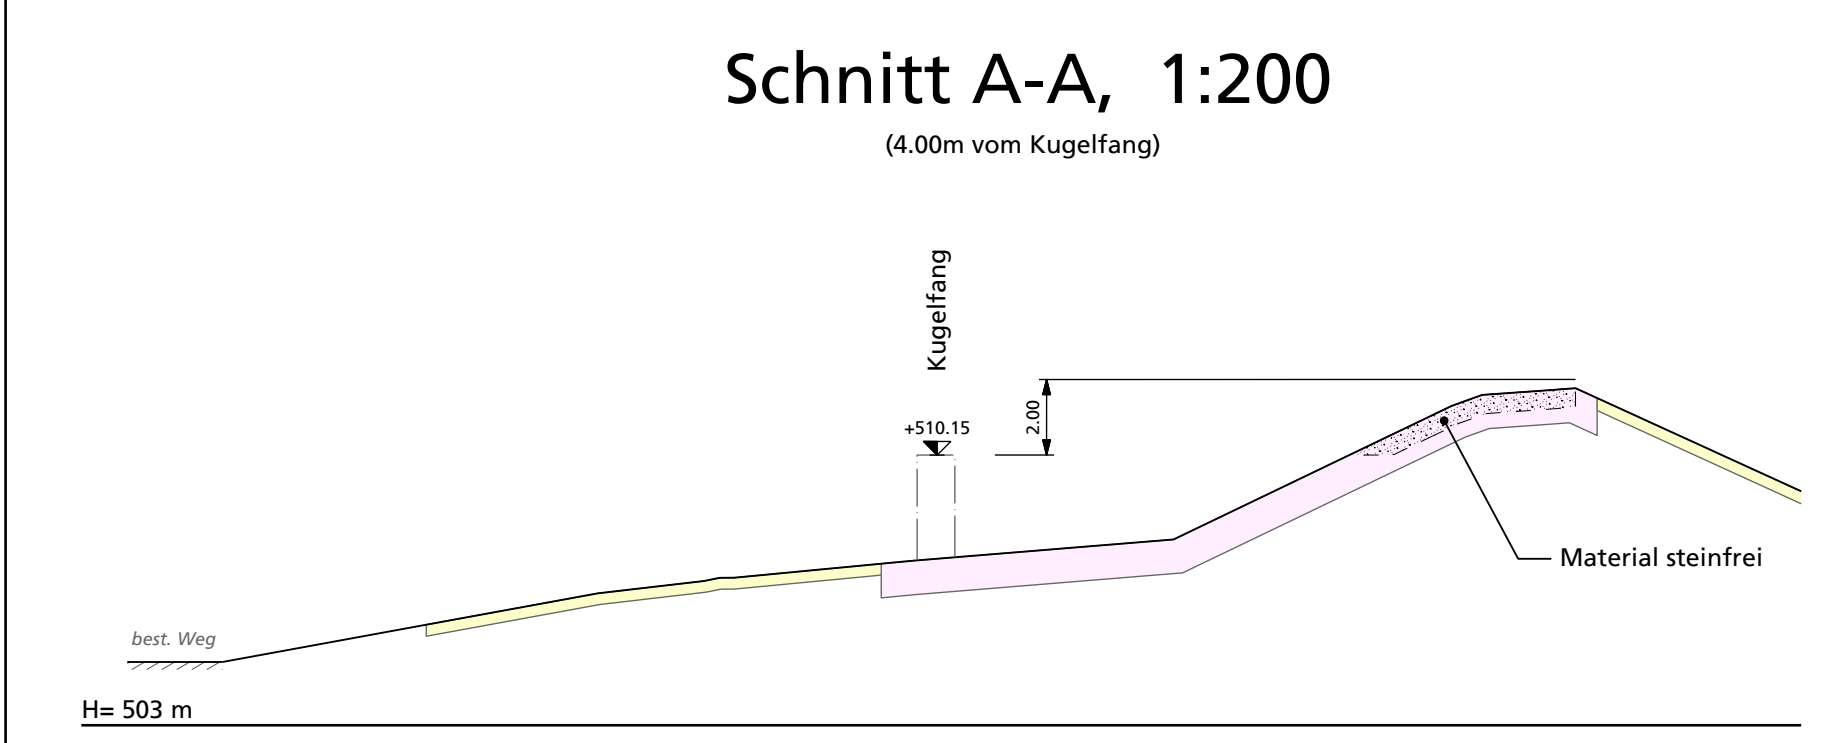 Schnitt A-A, 1:200
(4.00m vom Kugelfang)
Kugelfang
+510.15
2.00
Material steinfrei
best. Weg
H= 503 m